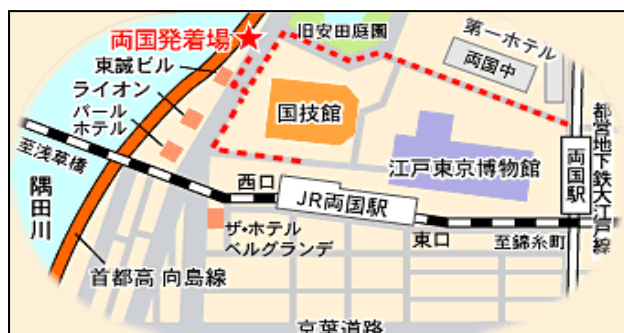 旧安田庭園
第一ホテル
両国発着場
両国中
東誠ビル
ライオン
パール
ホテル
国技館
至浅草橋
江戸東京博物館
都営地下鉄大江戸線
両国駅
西口
JR両国駅
隅田川
ザ・ホテル
ベルグランデ
東口
至錦糸町
首都高 向島線
京葉道路